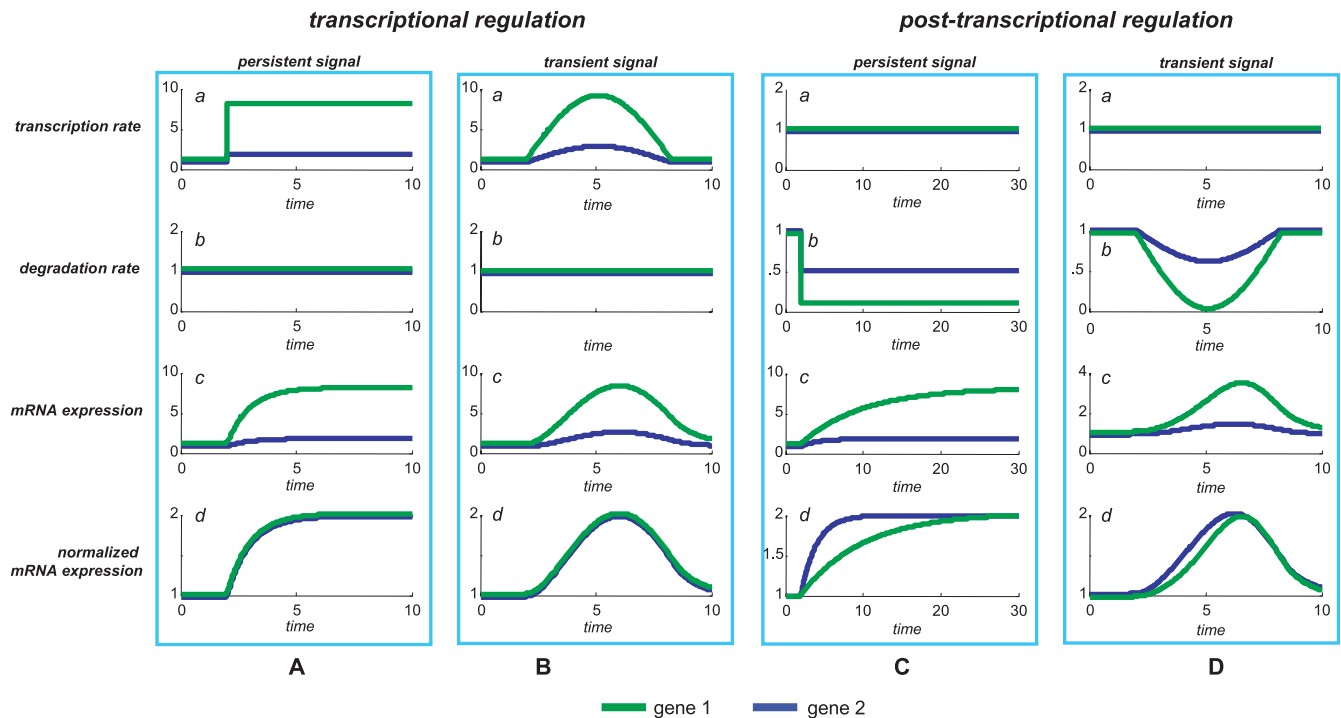 transcriptional regulation
post-transcriptional regulation
persistent signal
transient signal
persistent signal
transient signal
transcription rate
a
10
5
0
0
5
10
time
a
10
5
0
0
5
10
time
a
2
1
0
0
10
20
30
time
a
2
1
0
0
5
10
time
degradation rate
b
2
1
0
0
5
10
time
b
2
1
0
0
5
10
time
b
1
.5
0
0
10
20
30
time
b
1
.5
0
0
5
10
time
mRNA expression
c
10
5
0
0
5
10
time
c
10
5
0
0
5
10
time
c
10
5
0
0
10
20
30
time
c
4
2
0
0
5
10
time
normalized
mRNA expression
d
2
1
0
5
10
time
d
2
1
0
5
10
time
d
2
1.5
1
0
10
20
30
time
d
2
1
0
5
10
time
A
B
C
D
gene 1
gene 2